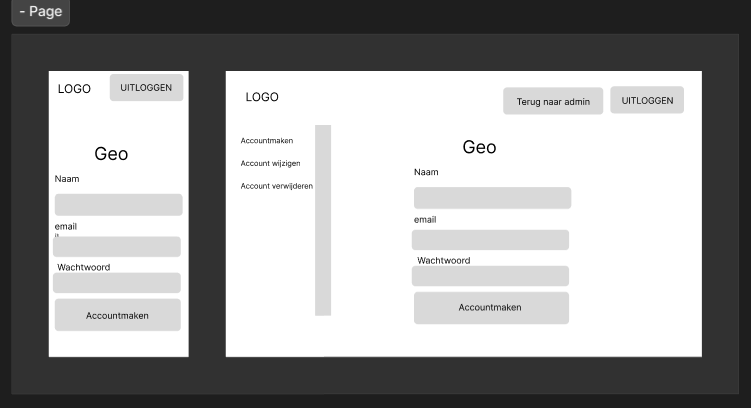 - Page
LOGO
UITLOGGEN
Geo
Naam
email
Wachtwoord
Accountmaken
LOGO
Terug naar admin
UITLOGGEN
Accountmaken
Account wijzigen
Account verwijderen
Geo
Naam
email
Wachtwoord
Accountmaken